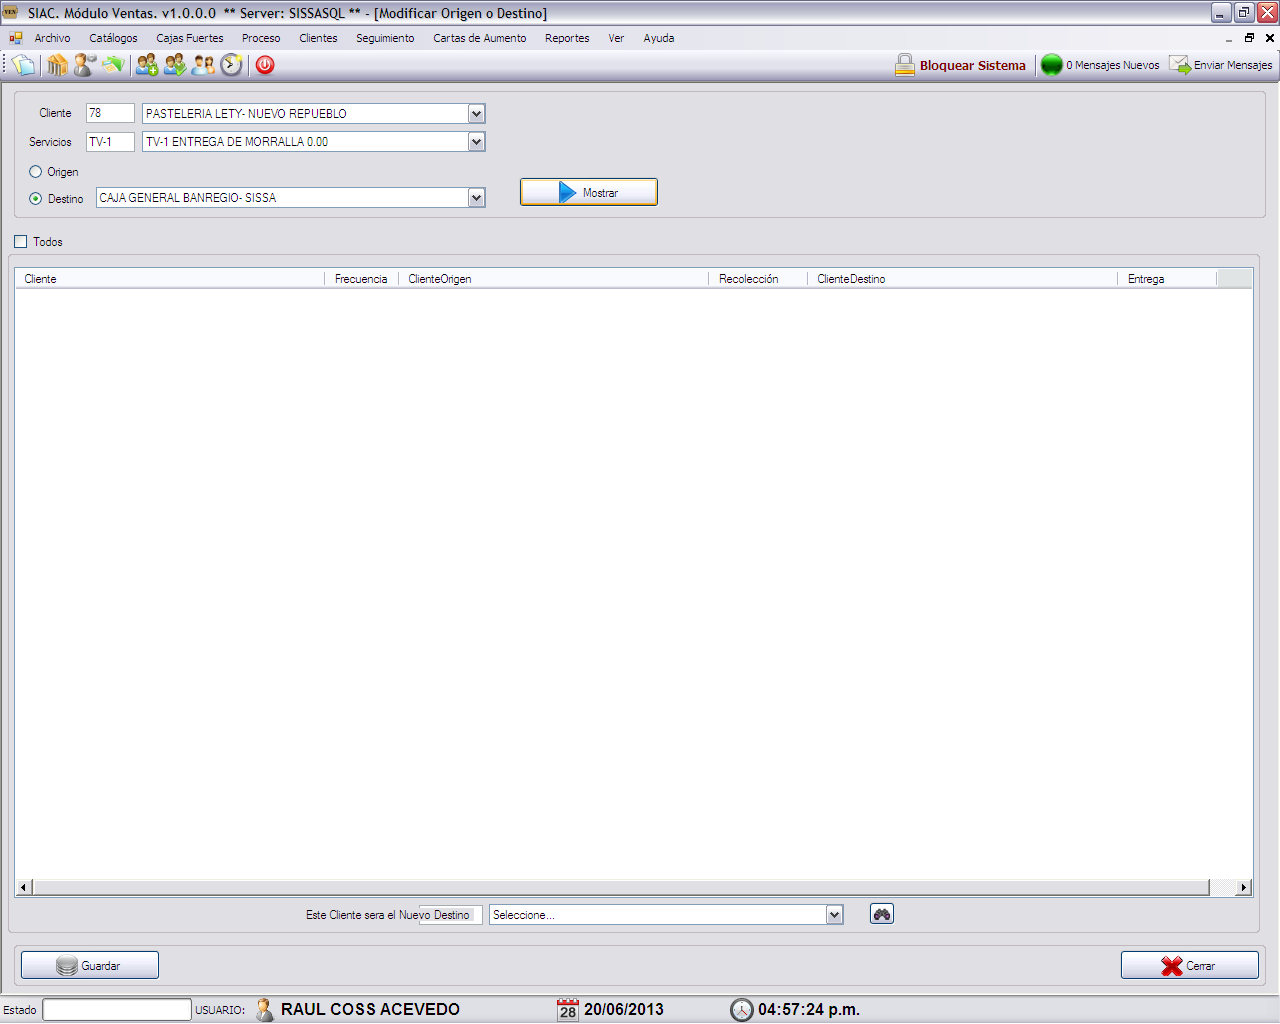 VEN SIAC. Módulo Ventas. v1.0.0.0 ** Server: SISSASQL ** - [Modificar Origen o Destino]
Archivo Catálogos Cajas Fuertes Proceso Clientes Seguimiento Cartas de Aumento Reportes Ver Ayuda
Bloquear Sistema 0 Mensajes Nuevos Enviar Mensajes
Cliente 78 PASTELERIA LETY- NUEVO REPUEBLO
Servicios TV-1 TV-1 ENTREGA DE MORRALLA 0.00
Origen
Destino CAJA GENERAL BANREGIO- SISSA Mostrar
Todos
Cliente Frecuencia ClienteOrigen Recolección ClienteDestino Entrega
Este Cliente sera el Nuevo Destino Seleccione...
Guardar Cerrar
Estado USUARIO: RAUL COSS ACEVEDO 28 20/06/2013 04:57:24 p.m.